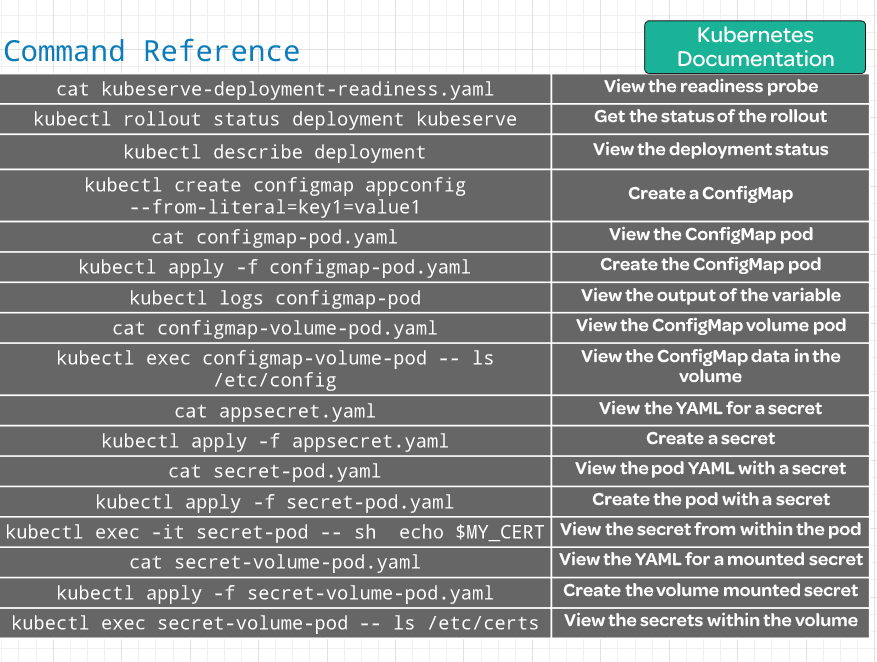 Command Reference
Kubernetes
Documentation
cat kubeserve-deployment-readiness.yaml
View the readiness probe
kubectl rollout status deployment kubeserve
Get the status of the rollout
kubectl describe deployment
View the deployment status
kubectl create configmap appconfig
--from-literal=key1=value1
Create a ConfigMap
cat configmap-pod.yaml
View the ConfigMap pod
kubectl apply -f configmap-pod.yaml
Create the ConfigMap pod
kubectl logs configmap-pod
View the output of the variable
cat configmap-volume-pod.yaml
View the ConfigMap volume pod
kubectl exec configmap-volume-pod -- ls
/etc/config
View the ConfigMap data in the
volume
cat appsecret.yaml
View the YAML for a secret
kubectl apply -f appsecret.yaml
Create a secret
cat secret-pod.yaml
View the pod YAML with a secret
kubectl apply -f secret-pod.yaml
Create the pod with a secret
kubectl exec -it secret-pod -- sh  echo $MY_CERT
View the secret from within the pod
cat secret-volume-pod.yaml
View the YAML for a mounted secret
kubectl apply -f secret-volume-pod.yaml
Create the volume mounted secret
kubectl exec secret-volume-pod -- ls /etc/certs
View the secrets within the volume